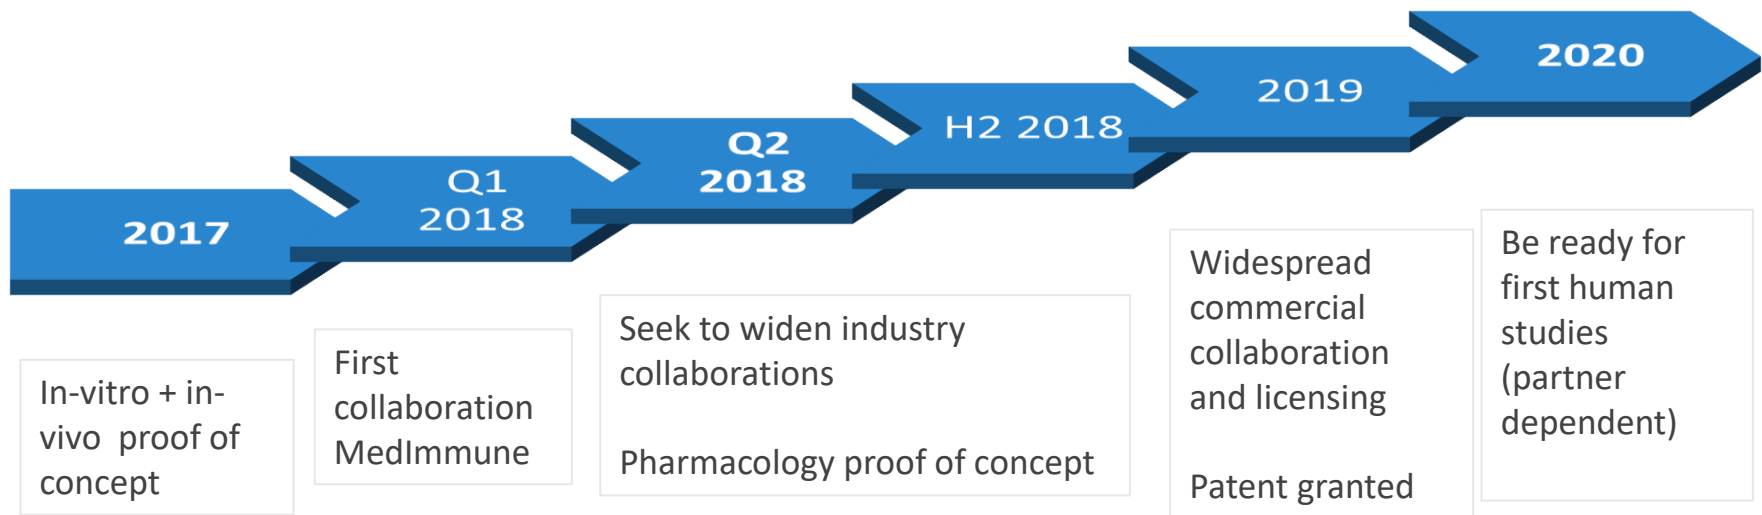 2017
Q1
2018
Q2
2018
H2 2018
2019
2020
In-vitro + in-
vivo proof of
concept
First
collaboration
MedImmune
Seek to widen industry
collaborations
Pharmacology proof of concept
Widespread
commercial
collaboration
and licensing
Patent granted
Be ready for
first human
studies
(partner
dependent)